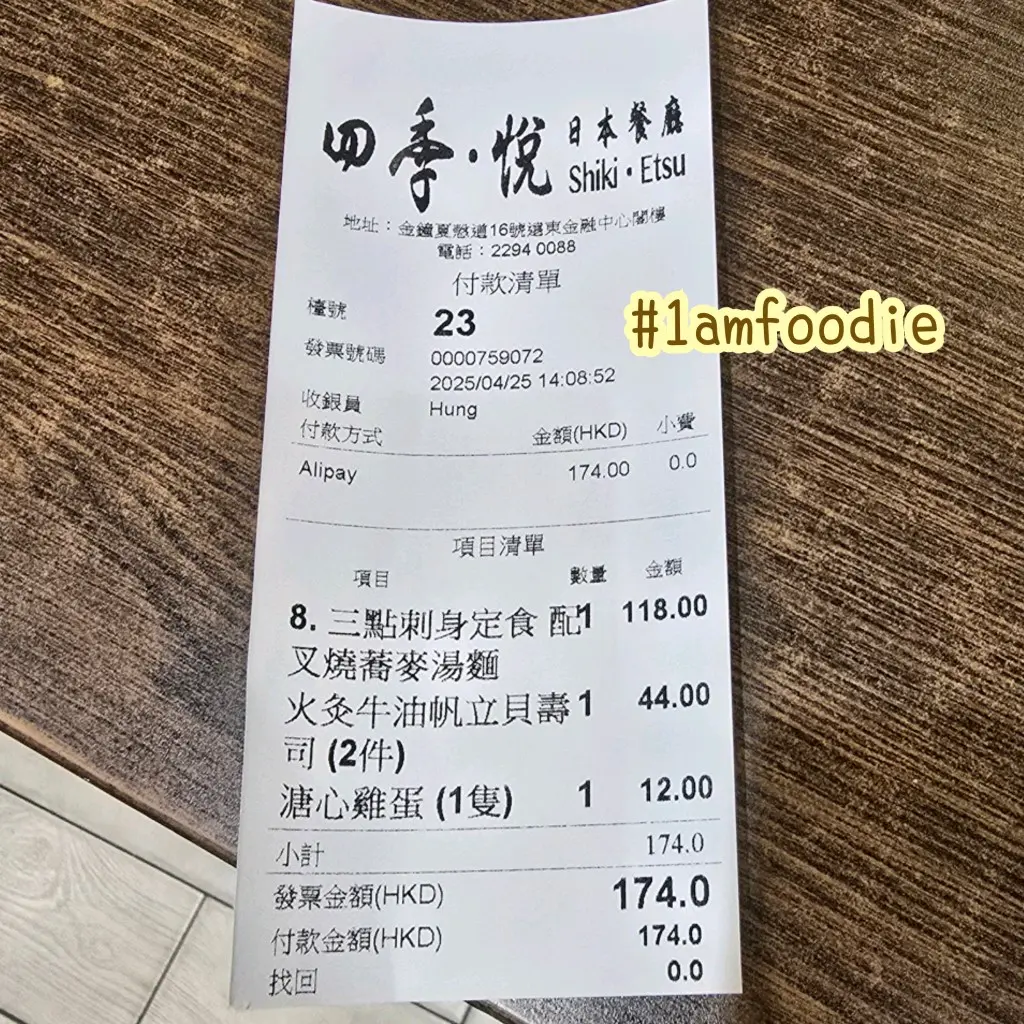 四季・悅 日本餐廳
Shiki・Etsu
地址：金鐘夏慤道16號遠東金融中心閣樓
電話：2294 0088
付款清單
檯號 23
發票號碼 0000759072
2025/04/25 14:08:52
收銀員 Hung
付款方式 金額(HKD) 小費
Alipay 174.00 0.0
項目清單
項目 數量 金額
8. 三點刺身定食 配 1 118.00
叉燒蕎麥湯麵
火灸牛油帆立貝壽 1 44.00
司 (2件)
溏心雞蛋 (1隻) 1 12.00
小計 174.0
發票金額(HKD) 174.0
付款金額(HKD) 174.0
找回 0.0
#1amfoodie